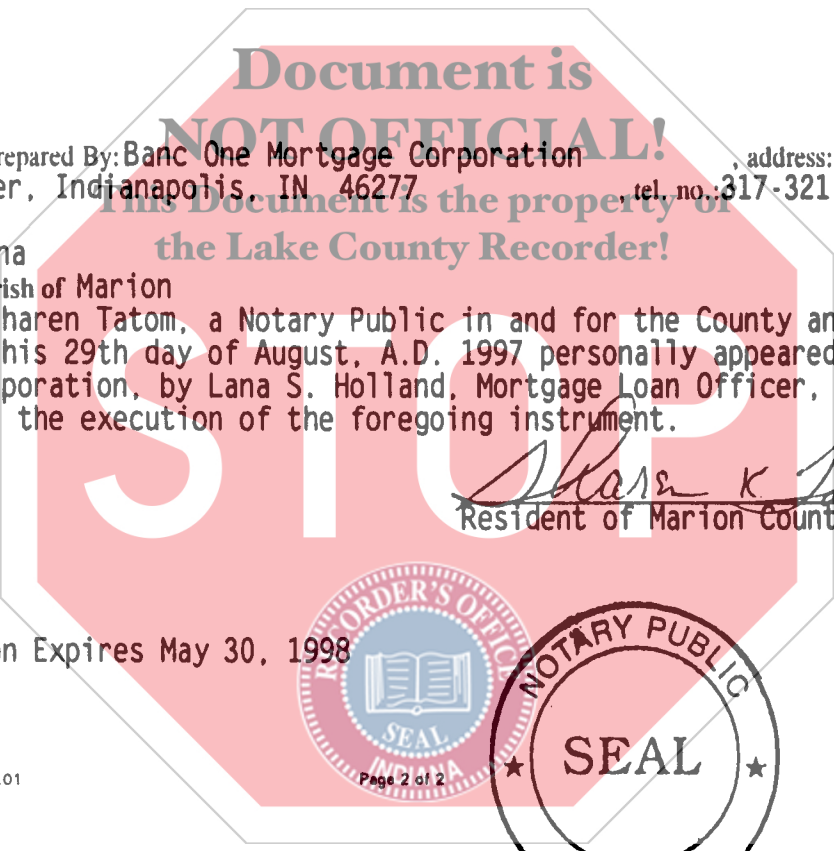 Document is
NOT OFFICIAL!
repared By: Banc One Mortgage Corporation , address:
er, Indianapolis, IN 46277 , tel. no.:317-321
This Document is the property of
the Lake County Recorder!
na
ish of Marion
haren Tatom, a Notary Public in and for the County an
his 29th day of August, A.D. 1997 personally appeared
poration, by Lana S. Holland, Mortgage Loan Officer,
the execution of the foregoing instrument.
STOP
Sharen K. Ta
Resident of Marion Count
n Expires May 30, 1998
RECORDER'S OFFICE
SEAL
INDIANA
NOTARY PUBLIC
SEAL
.01
Page 2 of 2